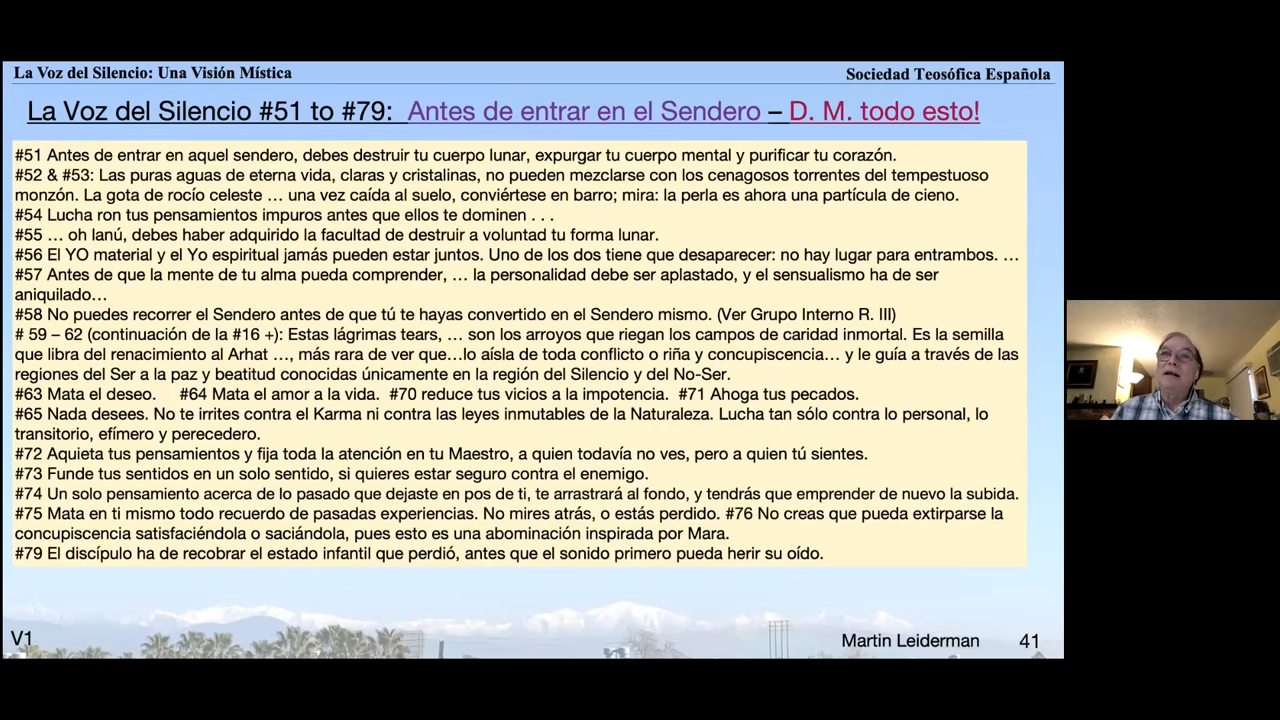 La Voz del Silencio: Una Visión Mística
Sociedad Teosófica Española
La Voz del Silencio #51 to #79: Antes de entrar en el Sendero – D. M. todo esto!
#51 Antes de entrar en aquel sendero, debes destruir tu cuerpo lunar, expurgar tu cuerpo mental y purificar tu corazón.
#52 & #53: Las puras aguas de eterna vida, claras y cristalinas, no pueden mezclarse con los cenagosos torrentes del tempestuoso
monzón. La gota de rocío celeste … una vez caída al suelo, conviértese en barro; mira: la perla es ahora una partícula de cieno.
#54 Lucha ron tus pensamientos impuros antes que ellos te dominen . . .
#55 … oh lanú, debes haber adquirido la facultad de destruir a voluntad tu forma lunar.
#56 El YO material y el Yo espiritual jamás pueden estar juntos. Uno de los dos tiene que desaparecer: no hay lugar para entrambos. …
#57 Antes de que la mente de tu alma pueda comprender, … la personalidad debe ser aplastado, y el sensualismo ha de ser
aniquilado…
#58 No puedes recorrer el Sendero antes de que tú te hayas convertido en el Sendero mismo. (Ver Grupo Interno R. III)
# 59 – 62 (continuación de la #16 +): Estas lágrimas tears, … son los arroyos que riegan los campos de caridad inmortal. Es la semilla
que libra del renacimiento al Arhat …, más rara de ver que…lo aísla de toda conflicto o riña y concupiscencia… y le guía a través de las
regiones del Ser a la paz y beatitud conocidas únicamente en la región del Silencio y del No-Ser.
#63 Mata el deseo. #64 Mata el amor a la vida. #70 reduce tus vicios a la impotencia. #71 Ahoga tus pecados.
#65 Nada desees. No te irrites contra el Karma ni contra las leyes inmutables de la Naturaleza. Lucha tan sólo contra lo personal, lo
transitorio, efímero y perecedero.
#72 Aquieta tus pensamientos y fija toda la atención en tu Maestro, a quien todavía no ves, pero a quien tú sientes.
#73 Funde tus sentidos en un solo sentido, si quieres estar seguro contra el enemigo.
#74 Un solo pensamiento acerca de lo pasado que dejaste en pos de ti, te arrastrará al fondo, y tendrás que emprender de nuevo la subida.
#75 Mata en ti mismo todo recuerdo de pasadas experiencias. No mires atrás, o estás perdido. #76 No creas que pueda extirparse la
concupiscencia satisfaciéndola o saciándola, pues esto es una abominación inspirada por Mara.
#79 El discípulo ha de recobrar el estado infantil que perdió, antes que el sonido primero pueda herir su oído.
V1
Martin Leiderman 41